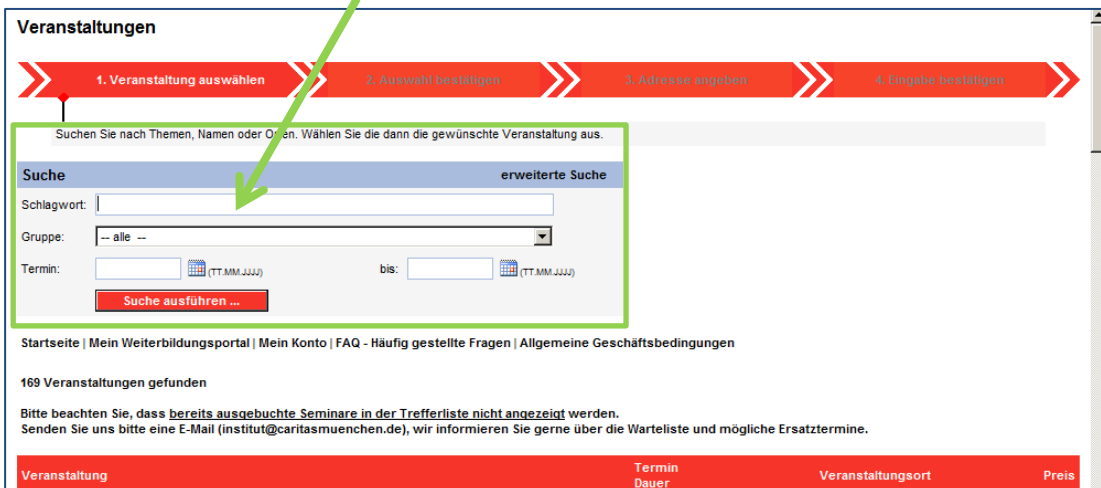 Veranstaltungen
1. Veranstaltung auswählen 2. Auswahl bestätigen 3. Adresse angeben 4. Eingabe bestätigen
Suchen Sie nach Themen, Namen oder Orten. Wählen Sie die dann die gewünschte Veranstaltung aus.
Suche erweiterte Suche
Schlagwort:
Gruppe: -- alle --
Termin: (TT.MM.JJJJ) bis: (TT.MM.JJJJ)
Suche ausführen ...
Startseite | Mein Weiterbildungsportal | Mein Konto | FAQ - Häufig gestellte Fragen | Allgemeine Geschäftsbedingungen
169 Veranstaltungen gefunden
Bitte beachten Sie, dass bereits ausgebuchte Seminare in der Trefferliste nicht angezeigt werden.
Senden Sie uns bitte eine E-Mail (institut@caritasmuenchen.de), wir informieren Sie gerne über die Warteliste und mögliche Ersatztermine.
Veranstaltung Termin Veranstaltungsort Preis
Dauer